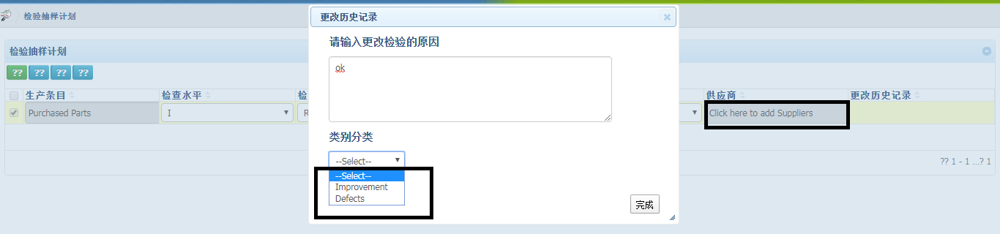 检验抽样计划
更改历史记录
请输入更改检验的原因
ok
类别分类
--Select--
--Select--
Improvement
Defects
完成
检验抽样计划
?? ?? ?? ??
生产条目 检查水平 检 供应商 更改历史记录
Purchased Parts I R Click here to add Suppliers
?? 1 - 1 ...? 1